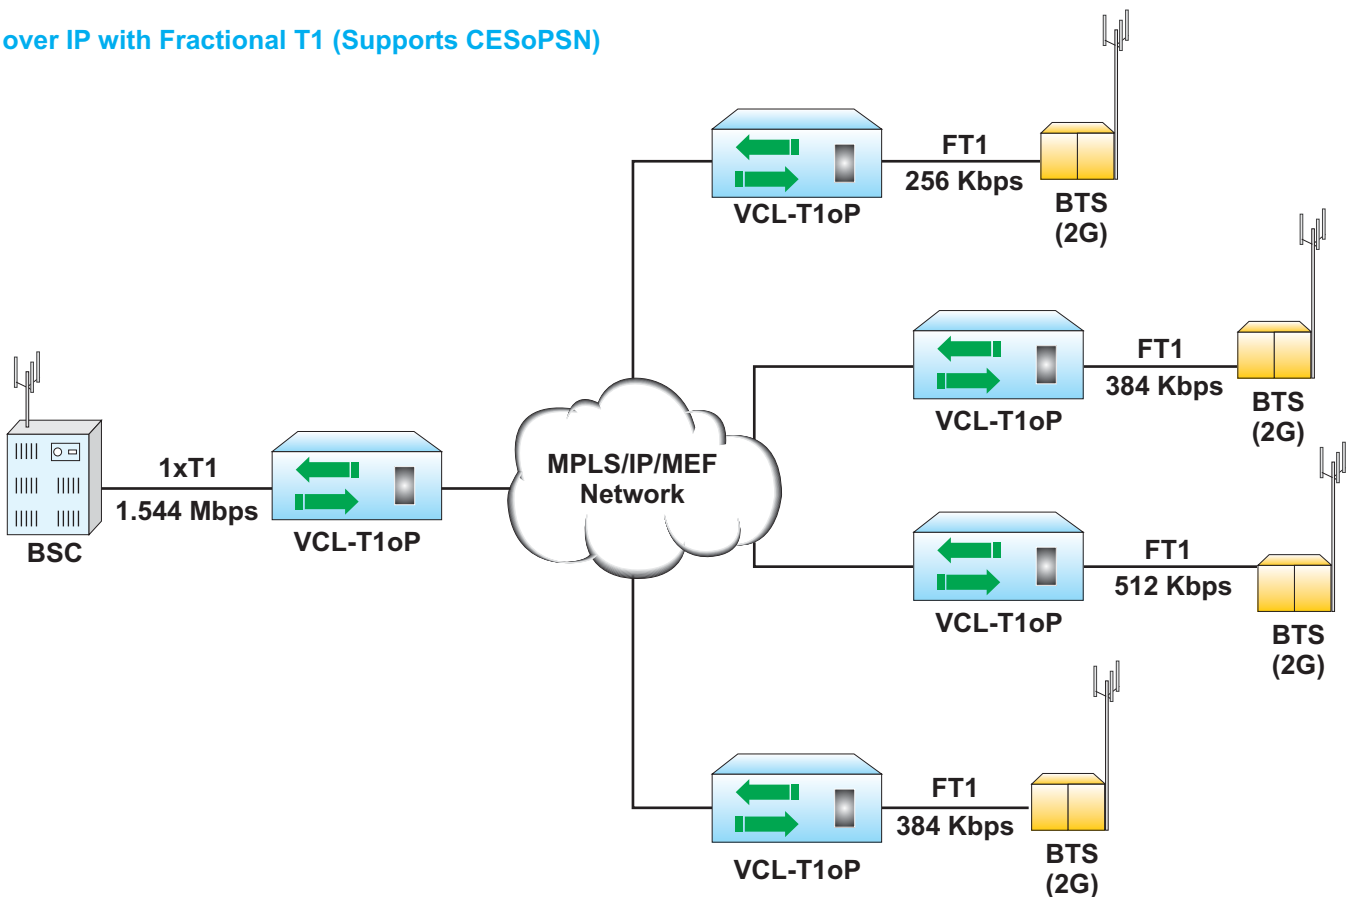 over IP with Fractional T1 (Supports CESoPSN)
FT1
256 Kbps
VCL-T1oP
BTS
(2G)
FT1
384 Kbps
VCL-T1oP
BTS
(2G)
1xT1
1.544 Mbps
BSC
VCL-T1oP
MPLS/IP/MEF
Network
FT1
512 Kbps
VCL-T1oP
BTS
(2G)
FT1
384 Kbps
VCL-T1oP
BTS
(2G)